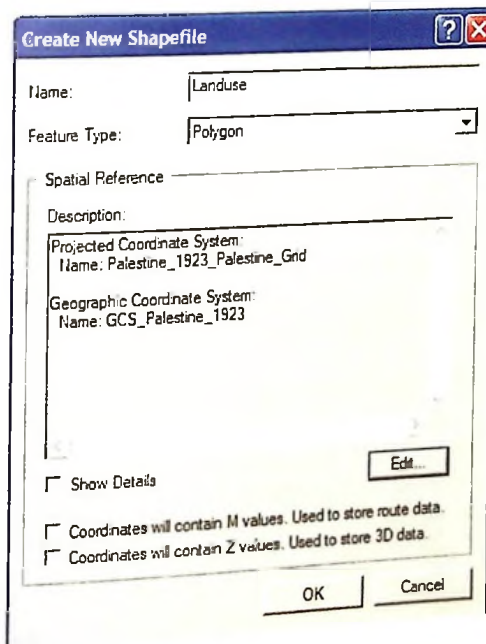 Create New Shapefile
Name: Landuse
Feature Type: Polygon
Spatial Reference
Description:
Projected Coordinate System:
Name: Palestine_1923_Palestine_Grid
Geographic Coordinate System:
Name: GCS_Palestine_1923
Edit...
Show Details
Coordinates will contain M values. Used to store route data.
Coordinates will contain Z values. Used to store 3D data.
OK Cancel